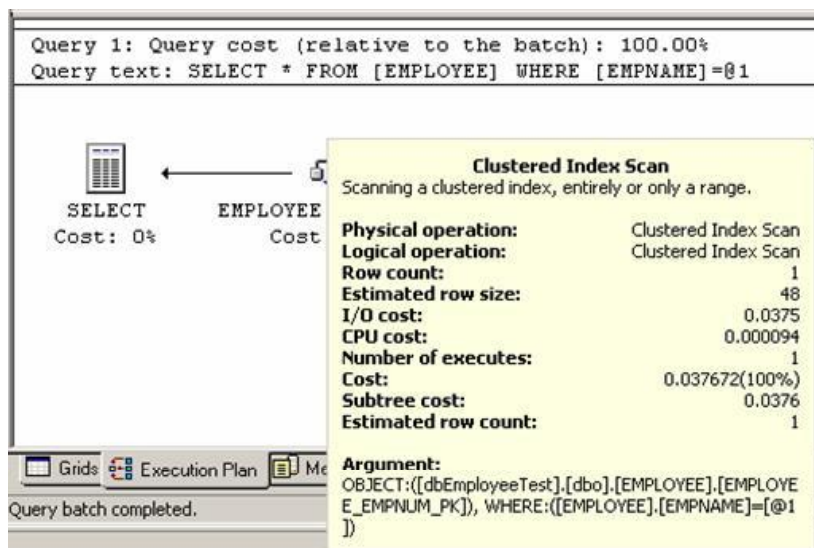 Query 1: Query cost (relative to the batch): 100.00%
Query text: SELECT * FROM [EMPLOYEE] WHERE [EMPNAME]=@1
SELECT
Cost: 0%
EMPLOYEE
Cost
Clustered Index Scan
Scanning a clustered index, entirely or only a range.
Physical operation: Clustered Index Scan
Logical operation: Clustered Index Scan
Row count: 1
Estimated row size: 48
I/O cost: 0.0375
CPU cost: 0.000094
Number of executes: 1
Cost: 0.037672(100%)
Subtree cost: 0.0376
Estimated row count: 1
Argument:
OBJECT:([dbEmployeeTest].[dbo].[EMPLOYEE].[EMPLOYE
E_EMPNUM_PK]), WHERE:([EMPLOYEE].[EMPNAME]=[@1
])
Grids Execution Plan
Query batch completed.